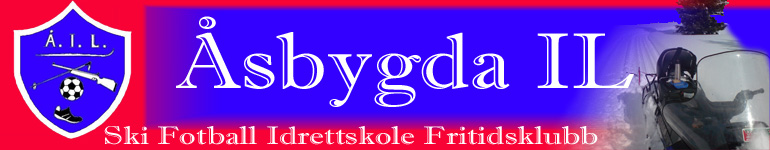 Å. I. L.
Åsbygda IL
Ski Fotball Idrettskole Fritidsklubb